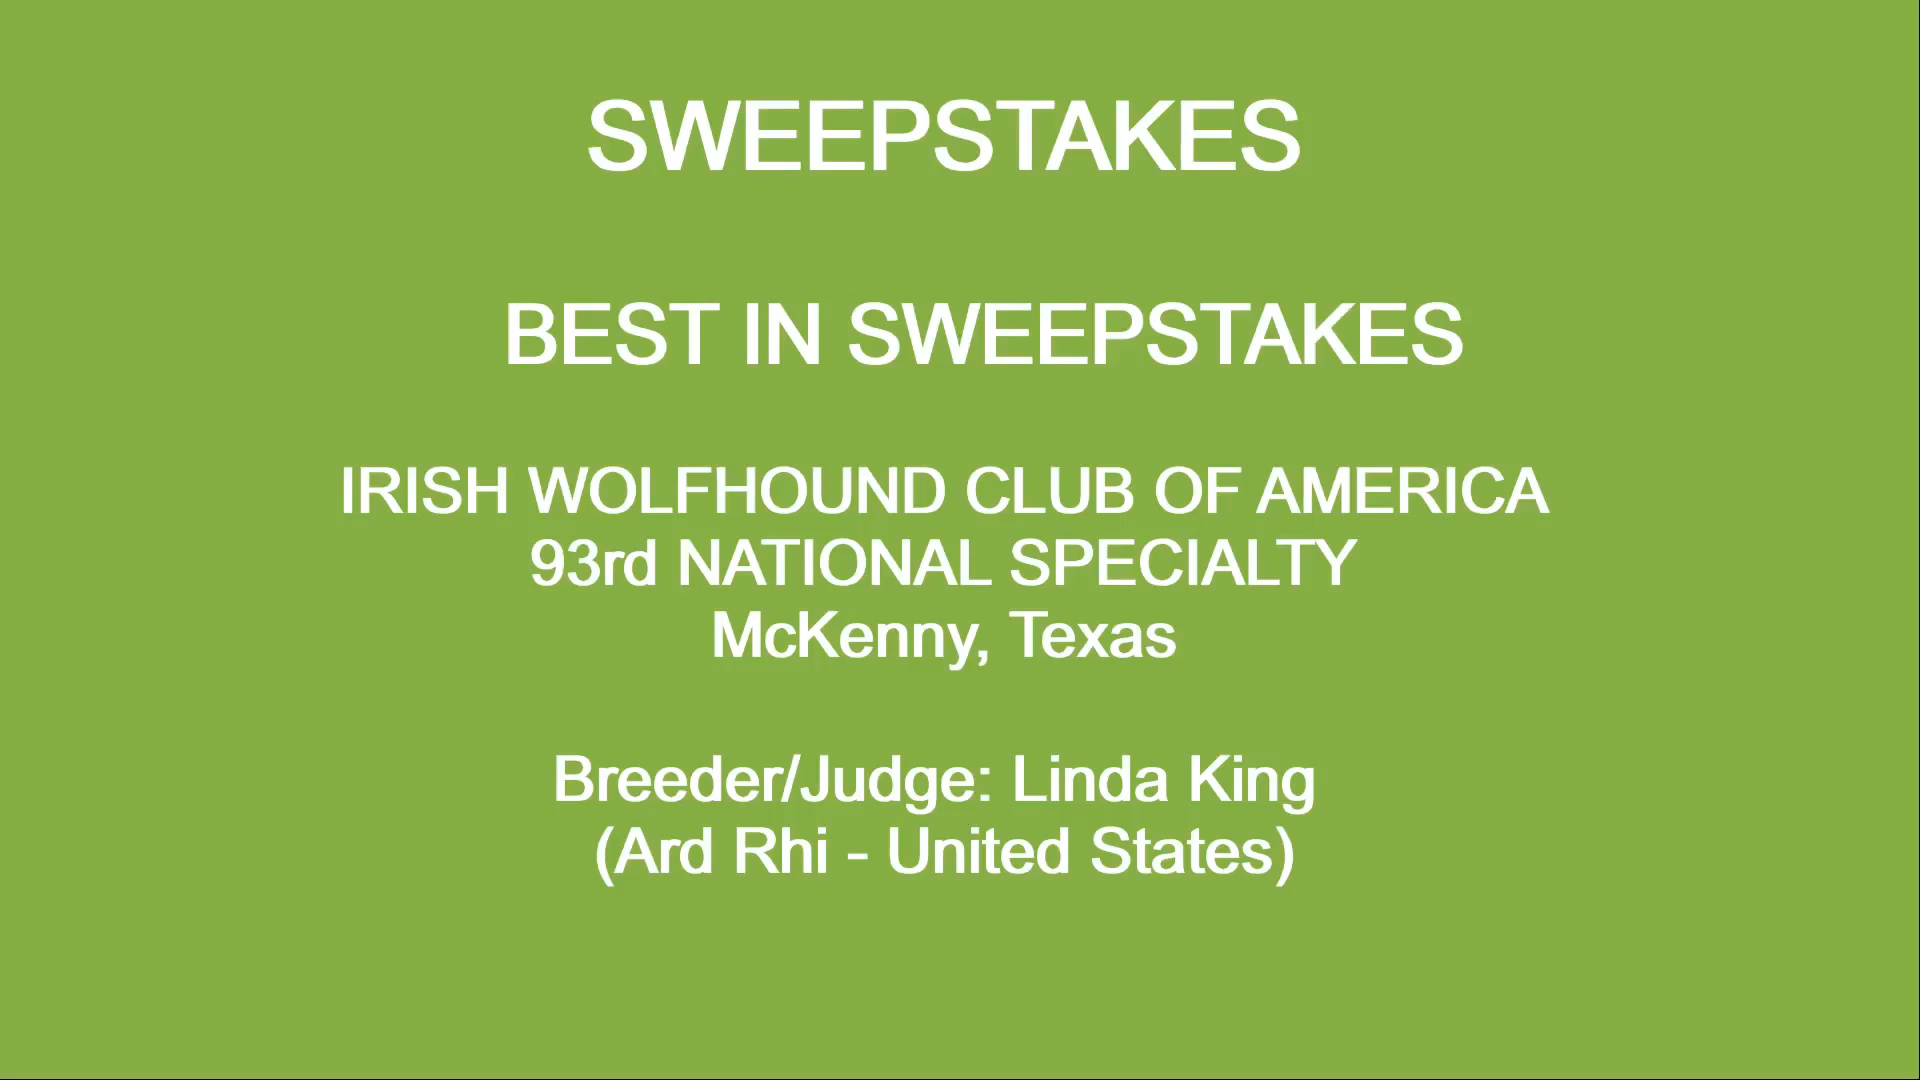 SWEEPSTAKES
BEST IN SWEEPSTAKES
IRISH WOLFHOUND CLUB OF AMERICA
93rd NATIONAL SPECIALTY
McKenny, Texas
Breeder/Judge: Linda King
(Ard Rhi - United States)